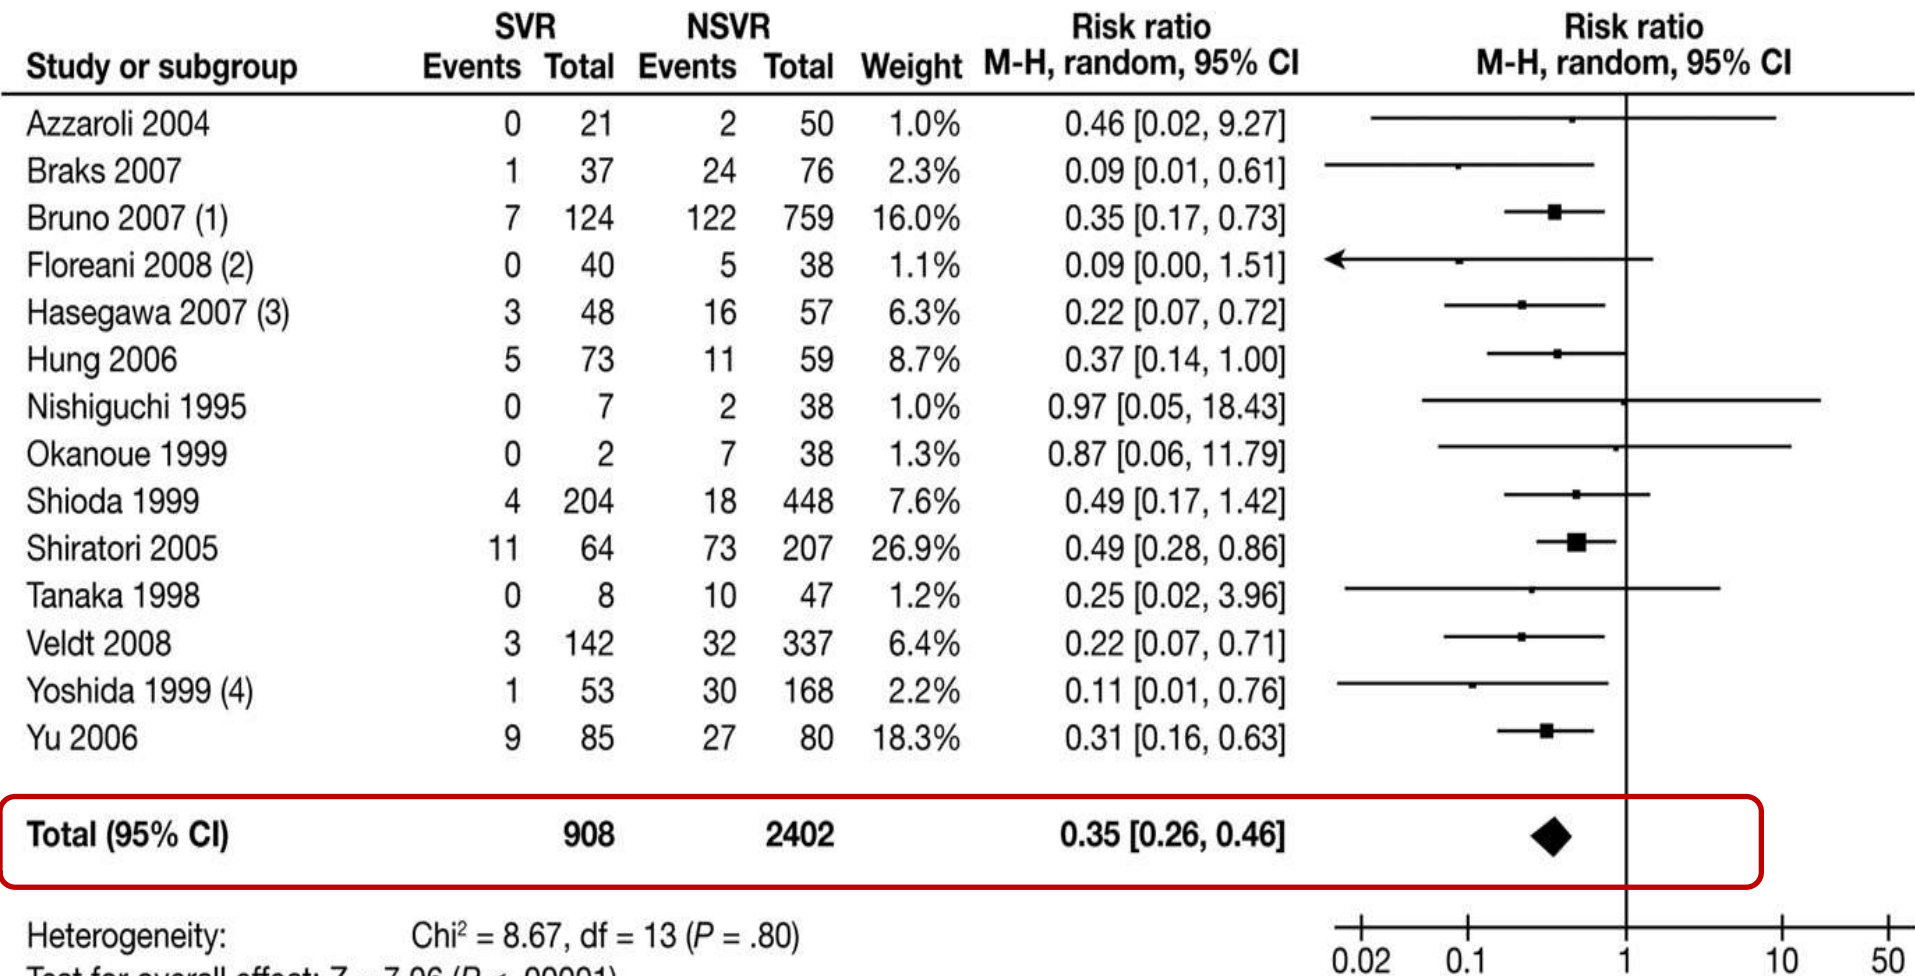 SVR NSVR Risk ratio Risk ratio
Study or subgroup Events Total Events Total Weight M-H, random, 95% CI M-H, random, 95% CI
Azzaroli 2004 0 21 2 50 1.0% 0.46 [0.02, 9.27]
Braks 2007 1 37 24 76 2.3% 0.09 [0.01, 0.61]
Bruno 2007 (1) 7 124 122 759 16.0% 0.35 [0.17, 0.73]
Floreani 2008 (2) 0 40 5 38 1.1% 0.09 [0.00, 1.51]
Hasegawa 2007 (3) 3 48 16 57 6.3% 0.22 [0.07, 0.72]
Hung 2006 5 73 11 59 8.7% 0.37 [0.14, 1.00]
Nishiguchi 1995 0 7 2 38 1.0% 0.97 [0.05, 18.43]
Okanoue 1999 0 2 7 38 1.3% 0.87 [0.06, 11.79]
Shioda 1999 4 204 18 448 7.6% 0.49 [0.17, 1.42]
Shiratori 2005 11 64 73 207 26.9% 0.49 [0.28, 0.86]
Tanaka 1998 0 8 10 47 1.2% 0.25 [0.02, 3.96]
Veldt 2008 3 142 32 337 6.4% 0.22 [0.07, 0.71]
Yoshida 1999 (4) 1 53 30 168 2.2% 0.11 [0.01, 0.76]
Yu 2006 9 85 27 80 18.3% 0.31 [0.16, 0.63]
Total (95% CI) 908 2402 0.35 [0.26, 0.46]
Heterogeneity: Chi² = 8.67, df = 13 (P = .80)
0.02 0.1 1 10 50
Test for overall effect: Z = 7.06 (P